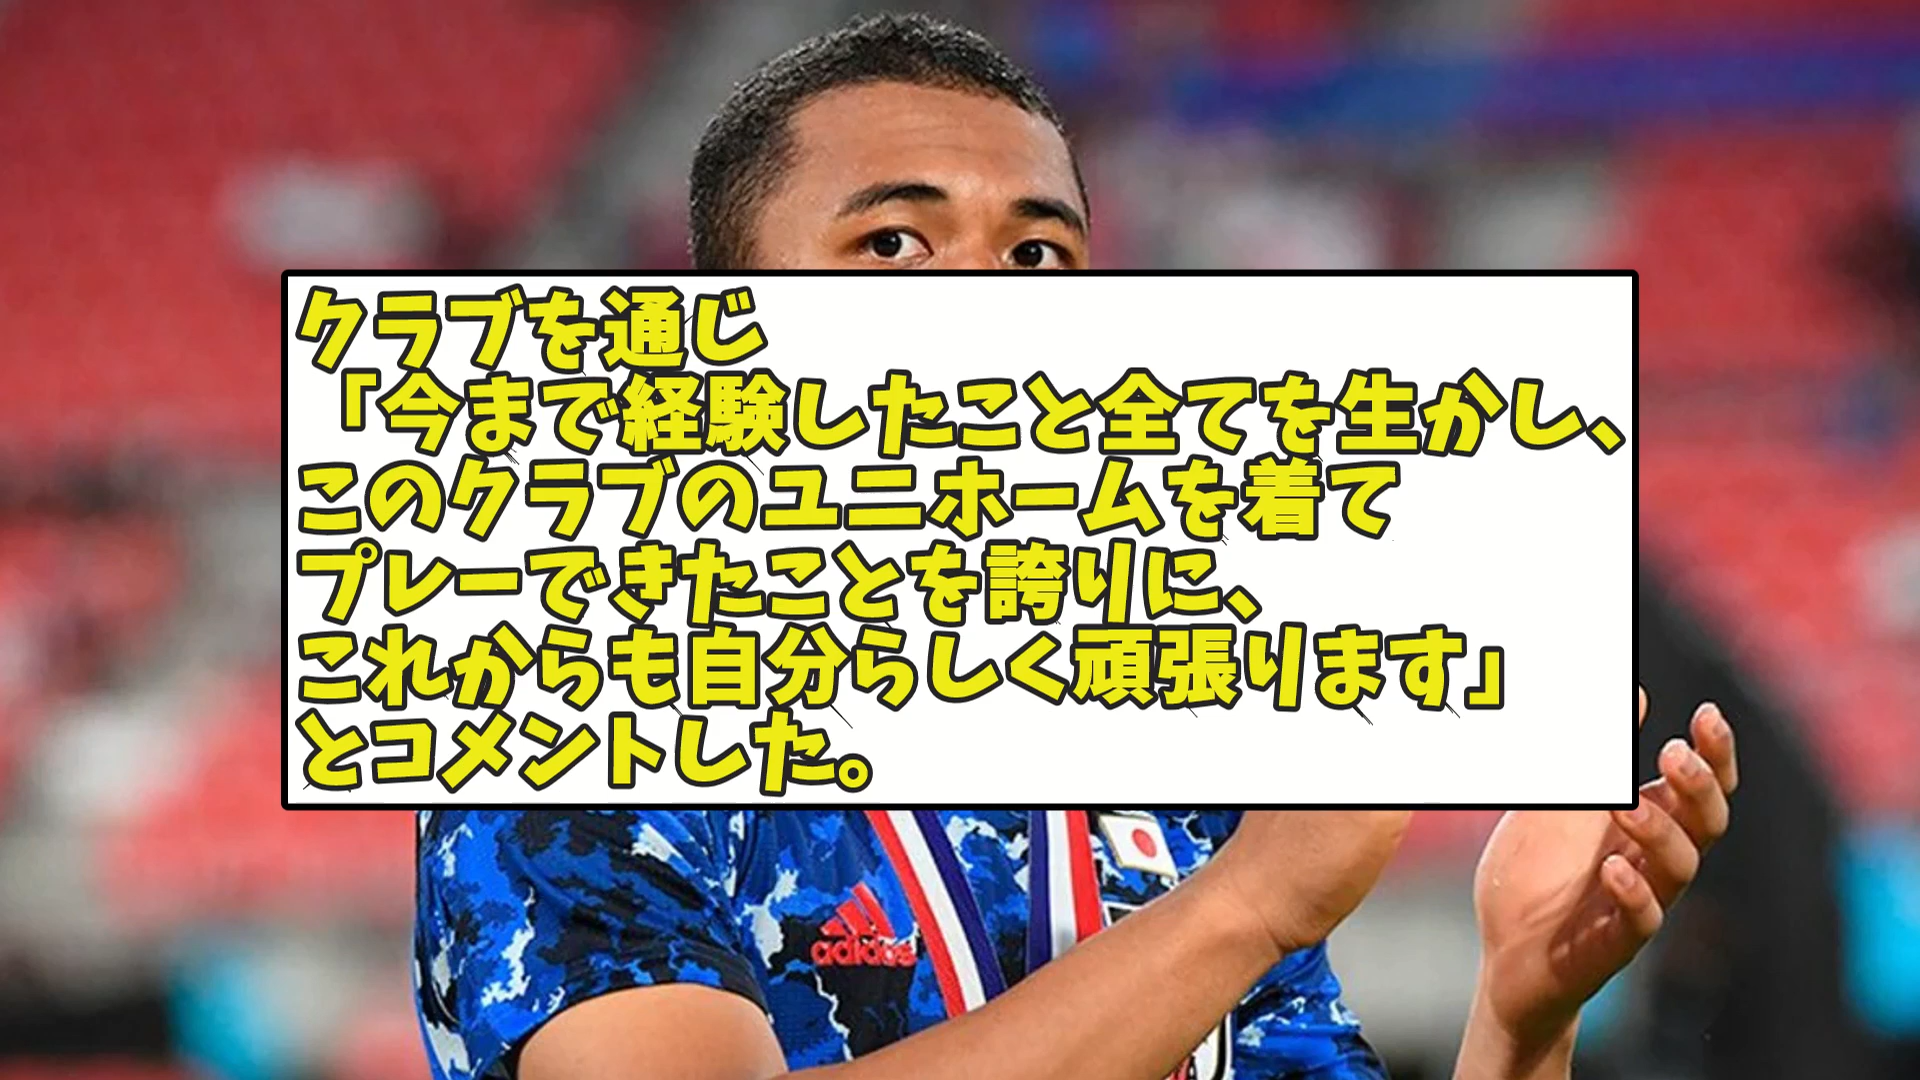 クラブを通じ
「今まで経験したこと全てを生かし、
このクラブのユニホームを着て
プレーできたことを誇りに、
これからも自分らしく頑張ります」
とコメントした。
adidas